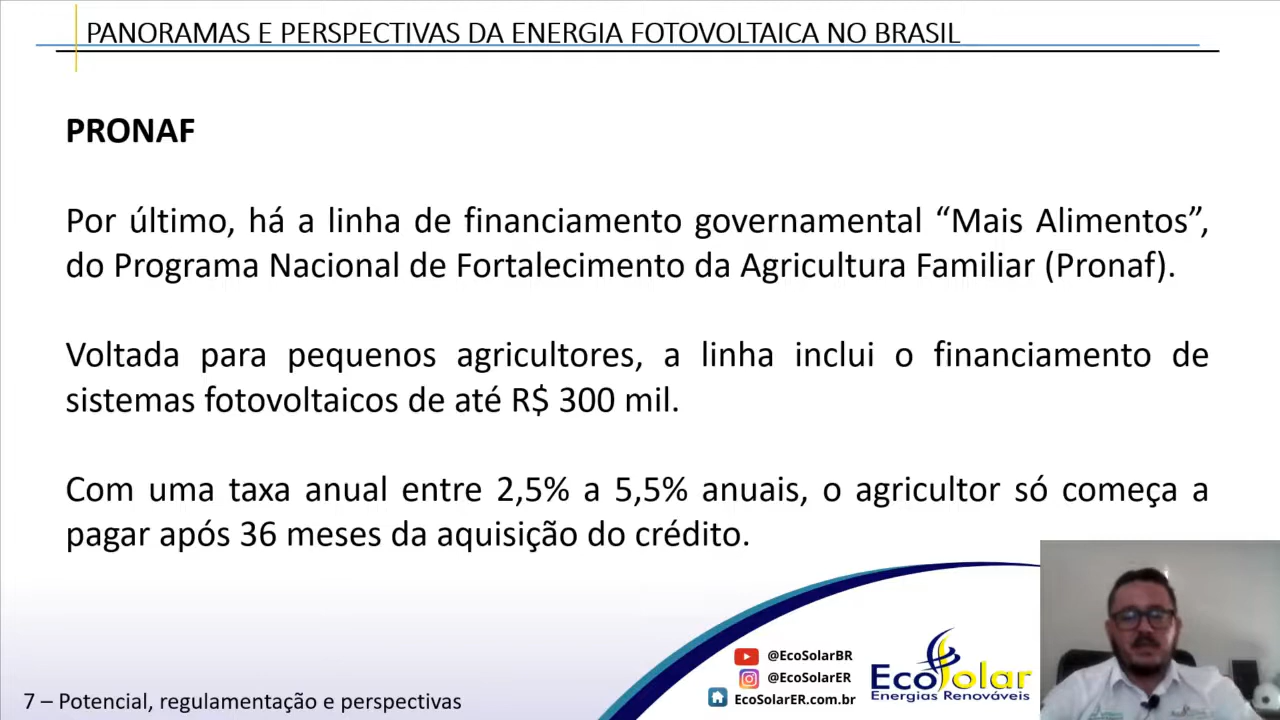 PANORAMAS E PERSPECTIVAS DA ENERGIA FOTOVOLTAICA NO BRASIL
PRONAF
Por último, há a linha de financiamento governamental “Mais Alimentos”,
do Programa Nacional de Fortalecimento da Agricultura Familiar (Pronaf).
Voltada para pequenos agricultores, a linha inclui o financiamento de
sistemas fotovoltaicos de até R$ 300 mil.
Com uma taxa anual entre 2,5% a 5,5% anuais, o agricultor só começa a
pagar após 36 meses da aquisição do crédito.
@EcoSolarBR
@EcoSolarER
EcoSolarER.com.br
EcoSolar
Energias Renováveis
7 – Potencial, regulamentação e perspectivas